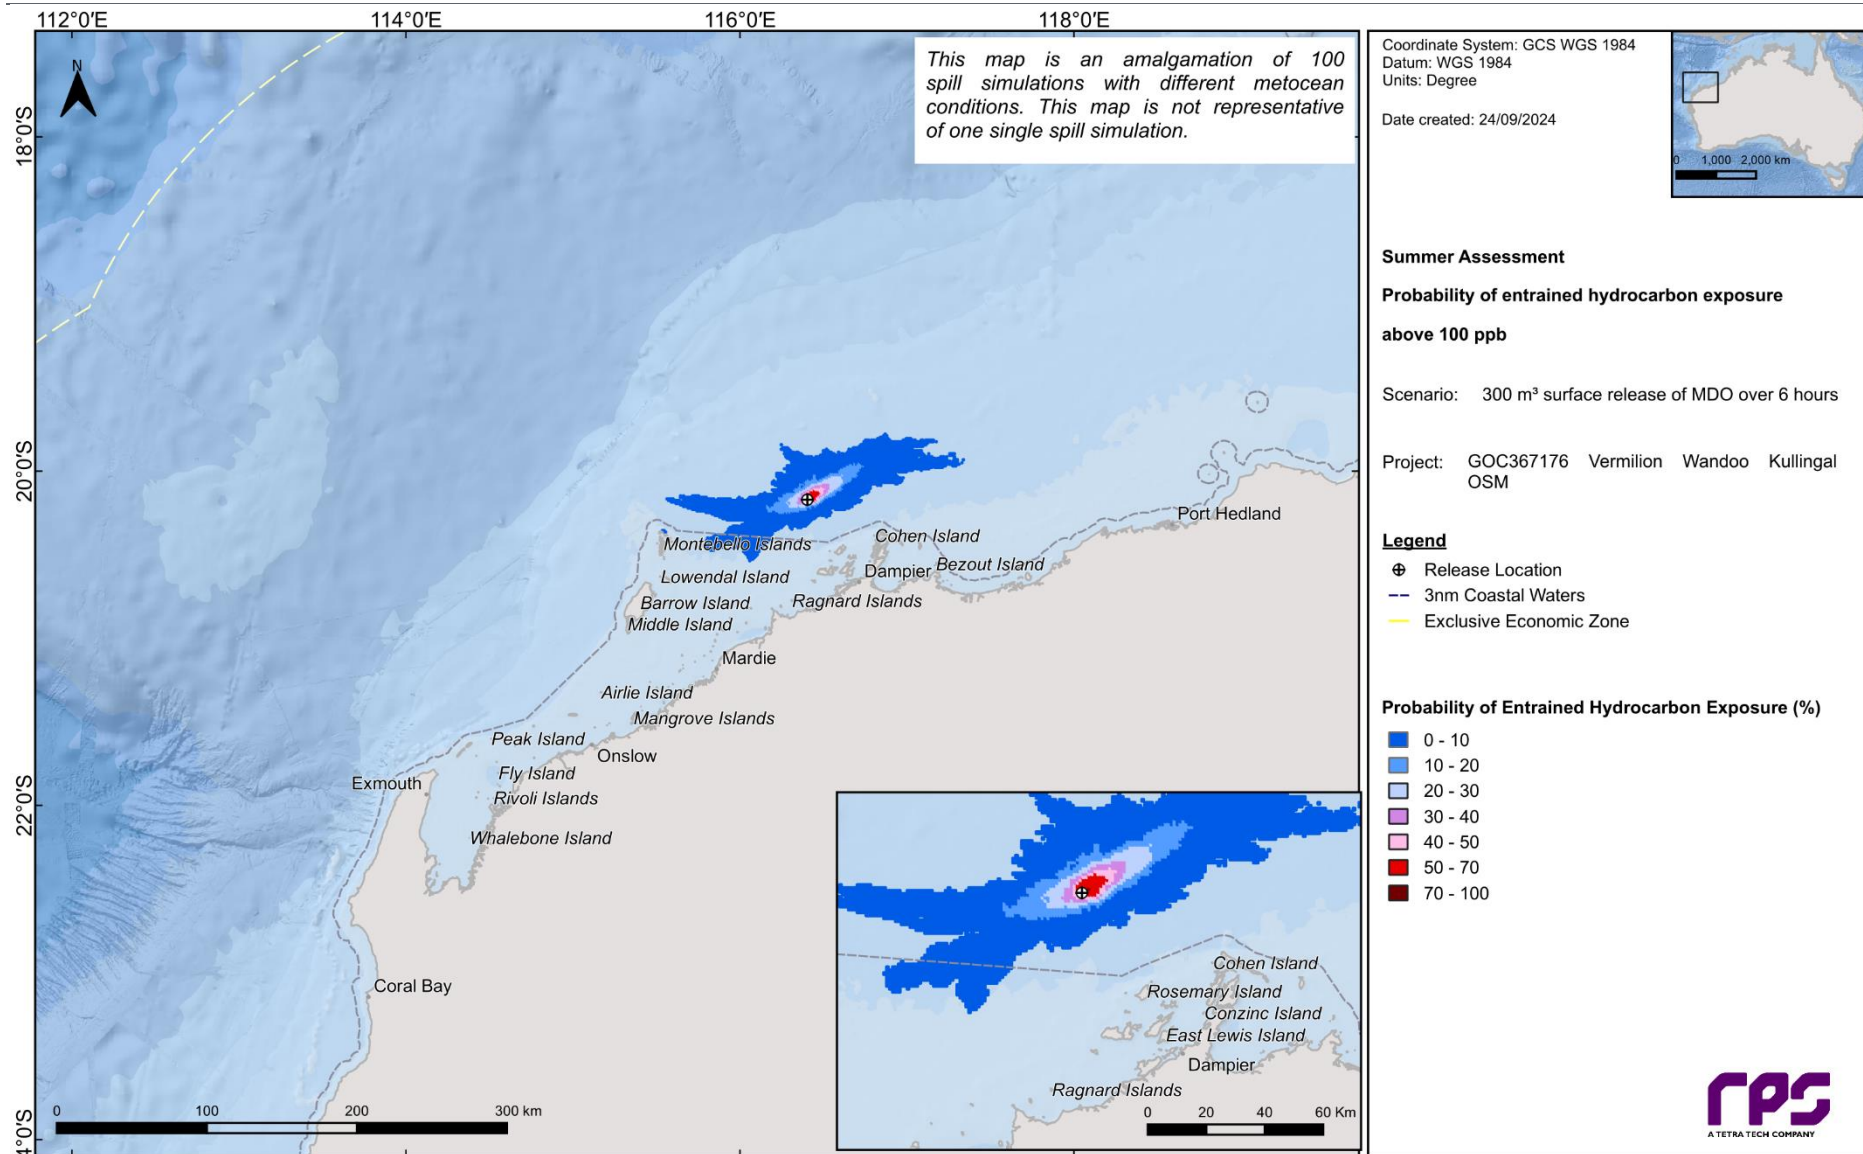 112°0'E
114°0'E
116°0'E
118°0'E
N
18°0'S
20°0'S
22°0'S
4°0'S
This map is an amalgamation of 100
spill simulations with different metocean
conditions. This map is not representative
of one single spill simulation.
Montebello Islands
Lowendal Island
Barrow Island
Middle Island
Cohen Island
Dampier
Bezout Island
Ragnard Islands
Port Hedland
Mardie
Airlie Island
Mangrove Islands
Peak Island
Onslow
Fly Island
Exmouth
Rivoli Islands
Whalebone Island
Coral Bay
0 100 200 300 km
Cohen Island
Rosemary Island
Conzinc Island
East Lewis Island
Dampier
Ragnard Islands
0 20 40 60 Km
Coordinate System: GCS WGS 1984
Datum: WGS 1984
Units: Degree
Date created: 24/09/2024
0 1,000 2,000 km
Summer Assessment
Probability of entrained hydrocarbon exposure
above 100 ppb
Scenario: 300 m³ surface release of MDO over 6 hours
Project: GOC367176 Vermilion Wandoo Kullingal
OSM
Legend
Release Location
3nm Coastal Waters
Exclusive Economic Zone
Probability of Entrained Hydrocarbon Exposure (%)
0 - 10
10 - 20
20 - 30
30 - 40
40 - 50
50 - 70
70 - 100
rps
A TETRA TECH COMPANY